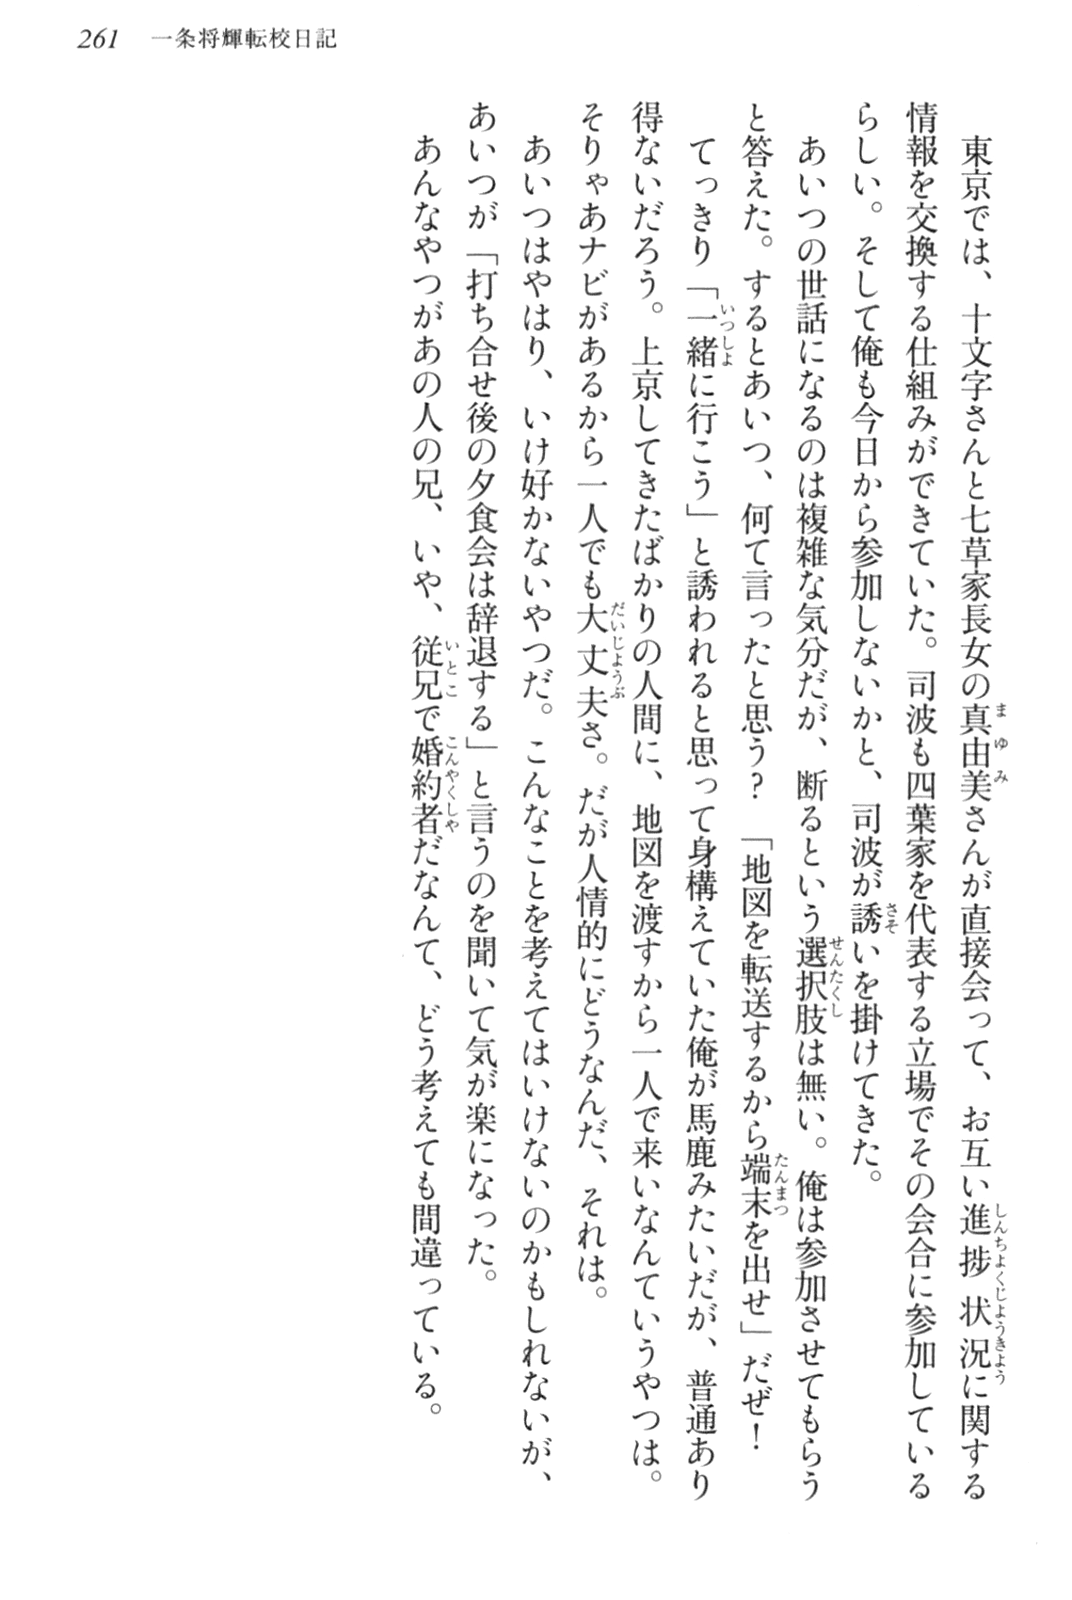 261 一条将輝転校日記
東京では、十文字さんと七草家長女の真由美さんが直接会って、お互い進捗状況に関する
情報を交換する仕組みができていた。司波も四葉家を代表する立場でその会合に参加している
らしい。そして俺も今日から参加しないかと、司波が誘いを掛けてきた。
あいつの世話になるのは複雑な気分だが、断るという選択肢は無い。俺は参加させてもらう
と答えた。するとあいつ、何て言ったと思う？　「地図を転送するから端末を出せ」だぜ！
てっきり「一緒に行こう」と誘われると思って身構えていた俺が馬鹿みたいだが、普通あり
得ないだろう。上京してきたばかりの人間に、地図を渡すから一人で来いなんていうやつは。
そりゃあナビがあるから一人でも大丈夫さ。だが人情的にどうなんだ、それは。
あいつはやはり、いけ好かないやつだ。こんなことを考えてはいけないのかもしれないが、
あいつが「打ち合せ後の夕食会は辞退する」と言うのを聞いて気が楽になった。
あんなやつがあの人の兄、いや、従兄で婚約者だなんて、どう考えても間違っている。